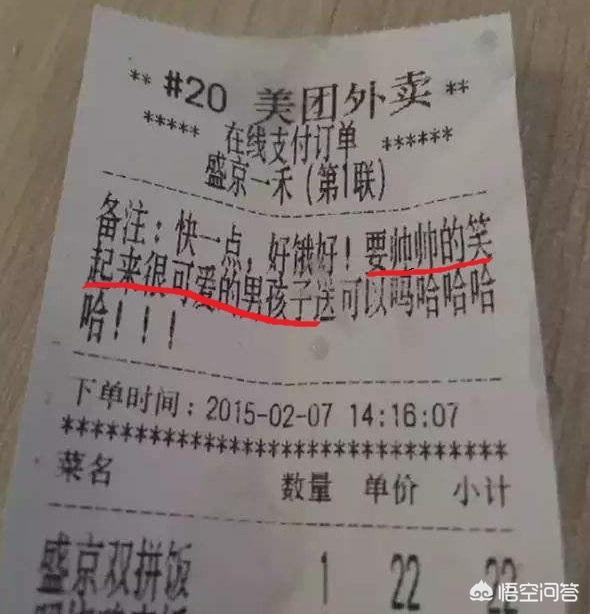 ** #20 美团外卖 **
***** 在线支付订单 ******
盛京一禾(第1联)
备注:快一点,好饿好!要帅帅的笑
起来很可爱的男孩子送可以吗哈哈哈
哈!!!
下单时间:2015-02-07 14:16:07
********************************
菜名 数量 单价 小计
盛京双拼饭 1 22 22
悟空问答